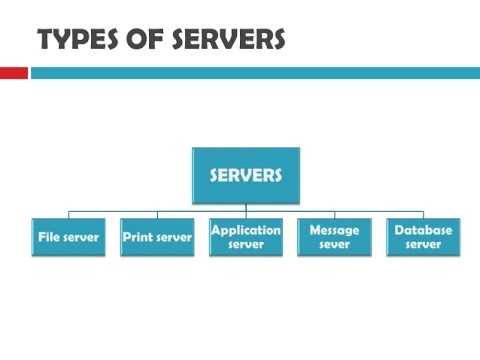 TYPES OF SERVERS
SERVERS
File server
Print server
Application
server
Message
sever
Database
server